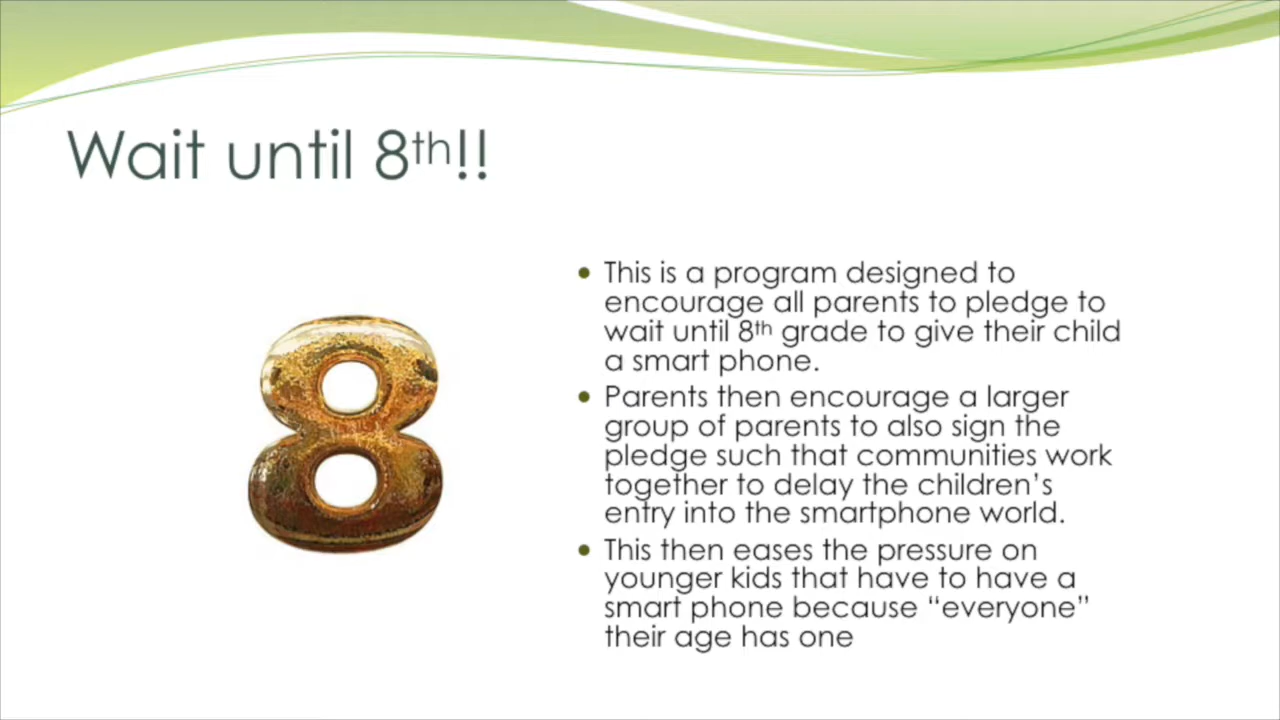 Wait until 8th!!
• This is a program designed to
encourage all parents to pledge to
wait until 8th grade to give their child
a smart phone.
• Parents then encourage a larger
group of parents to also sign the
pledge such that communities work
together to delay the children’s
entry into the smartphone world.
• This then eases the pressure on
younger kids that have to have a
smart phone because “everyone”
their age has one
8